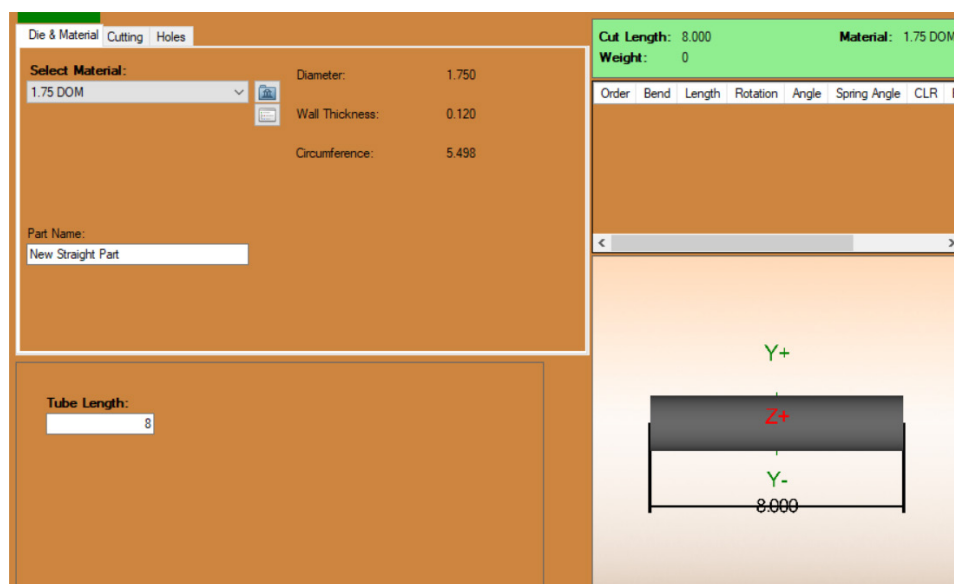 Die & Material Cutting Holes
Select Material:
1.75 DOM
Diameter: 1.750
Wall Thickness: 0.120
Circumference: 5.498
Part Name:
New Straight Part
Tube Length:
8
Cut Length: 8.000 Material: 1.75 DOM
Weight: 0
Order Bend Length Rotation Angle Spring Angle CLR
Y+
Z+
Y-
8.000